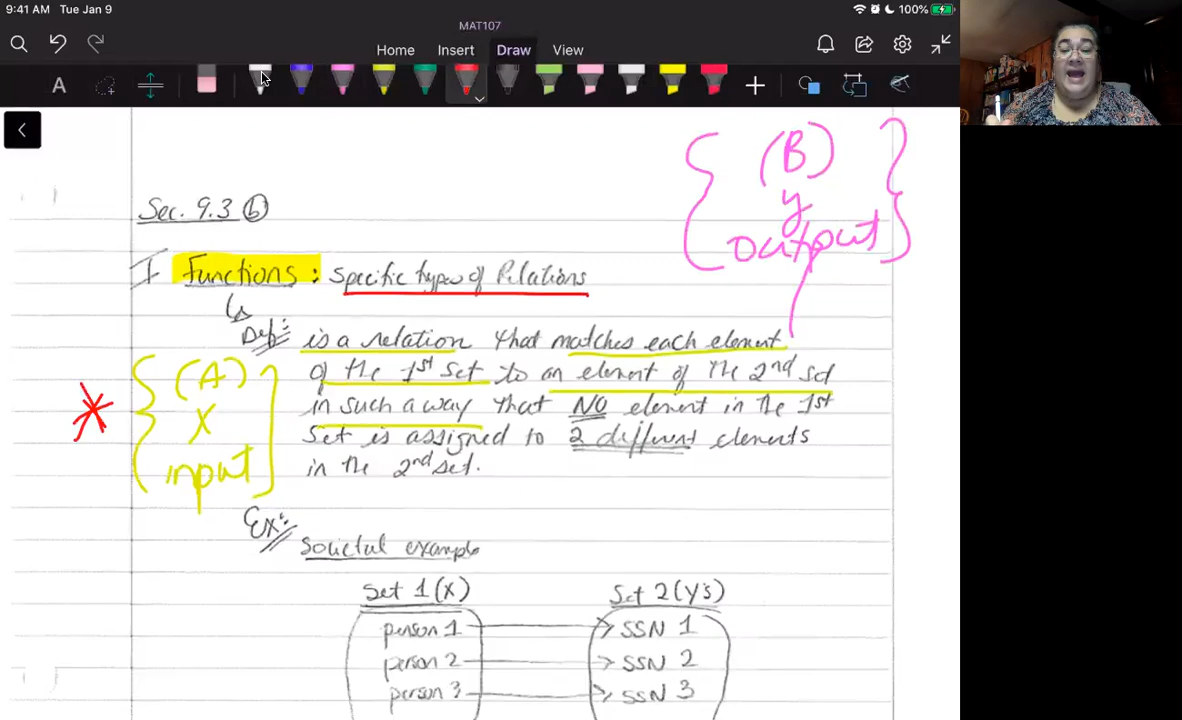 9:41 AM Tue Jan 9
100%
MAT107
Home Insert Draw View
A
(B)
y
output
Sec. 9.3 b
I Functions: Specific types of Relations
Def:
is a relation that matches each element
of the 1st set to an element of the 2nd set
in such a way that NO element in the 1st
Set is assigned to 2 different elements
in the 2nd set.
(A)
X
input
Ex:
Societal example
Set 1 (X) Set 2 (Y's)
person 1 SSN 1
person 2 SSN 2
person 3 SSN 3